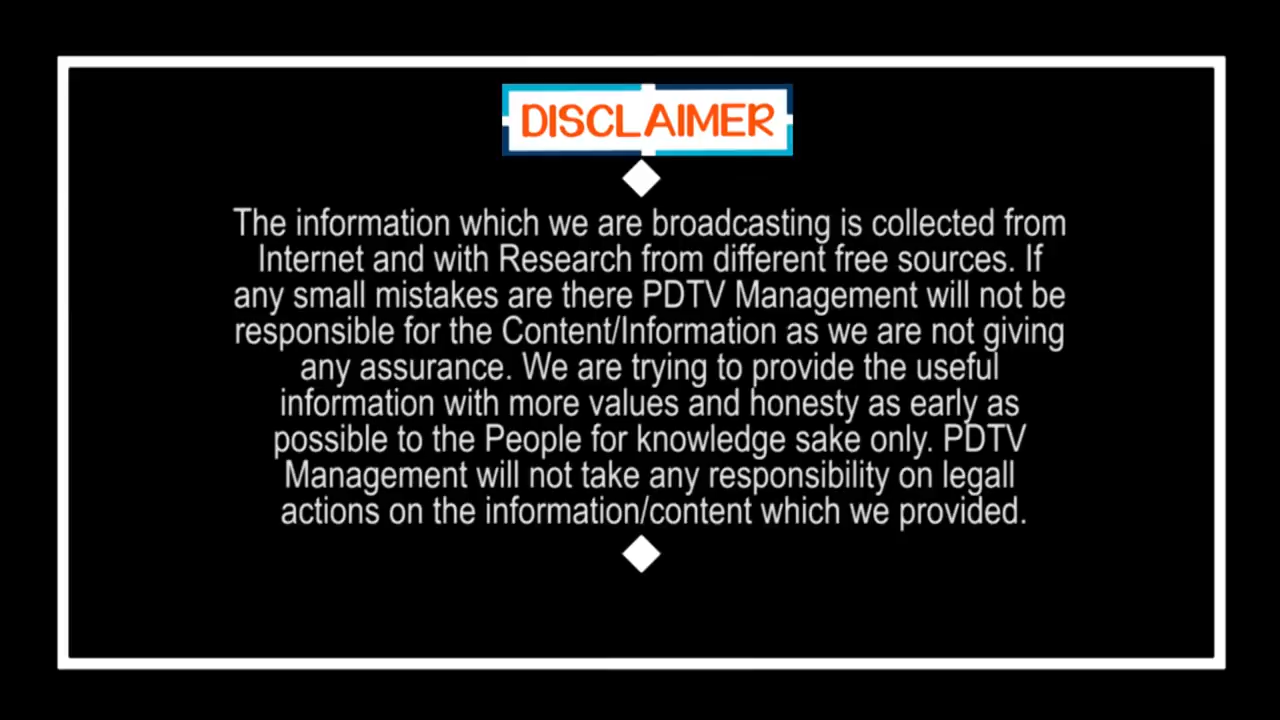 DISCLAIMER
The information which we are broadcasting is collected from
Internet and with Research from different free sources. If
any small mistakes are there PDTV Management will not be
responsible for the Content/Information as we are not giving
any assurance. We are trying to provide the useful
information with more values and honesty as early as
possible to the People for knowledge sake only. PDTV
Management will not take any responsibility on legall
actions on the information/content which we provided.